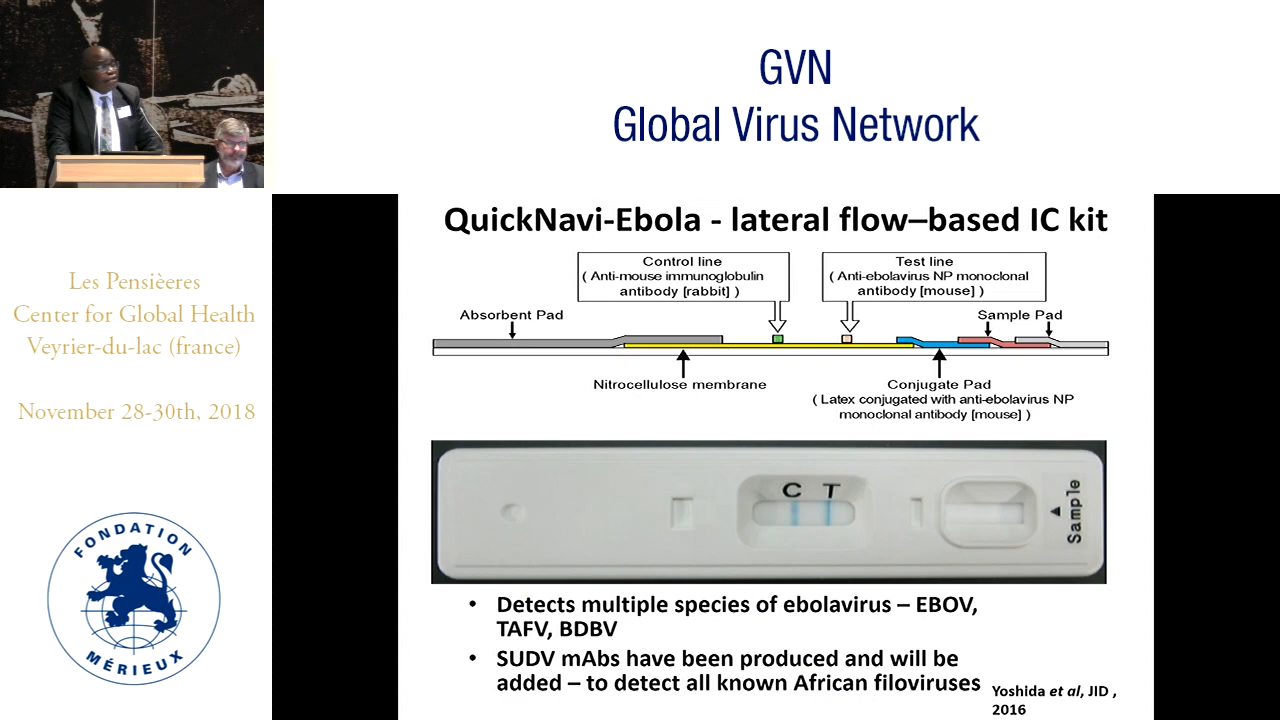 GVN
Global Virus Network
Les Pensièeres
Center for Global Health
Veyrier-du-lac (france)
November 28-30th, 2018
FONDATION
MÉRIEUX
QuickNavi-Ebola - lateral flow–based IC kit
Control line
( Anti-mouse immunoglobulin
antibody [rabbit] )
Test line
( Anti-ebolavirus NP monoclonal
antibody [mouse] )
Absorbent Pad
Sample Pad
Nitrocellulose membrane
Conjugate Pad
( Latex conjugated with anti-ebolavirus NP
monoclonal antibody [mouse] )
C T
Sample
• Detects multiple species of ebolavirus – EBOV,
TAFV, BDBV
• SUDV mAbs have been produced and will be
added – to detect all known African filoviruses
Yoshida et al, JID ,
2016